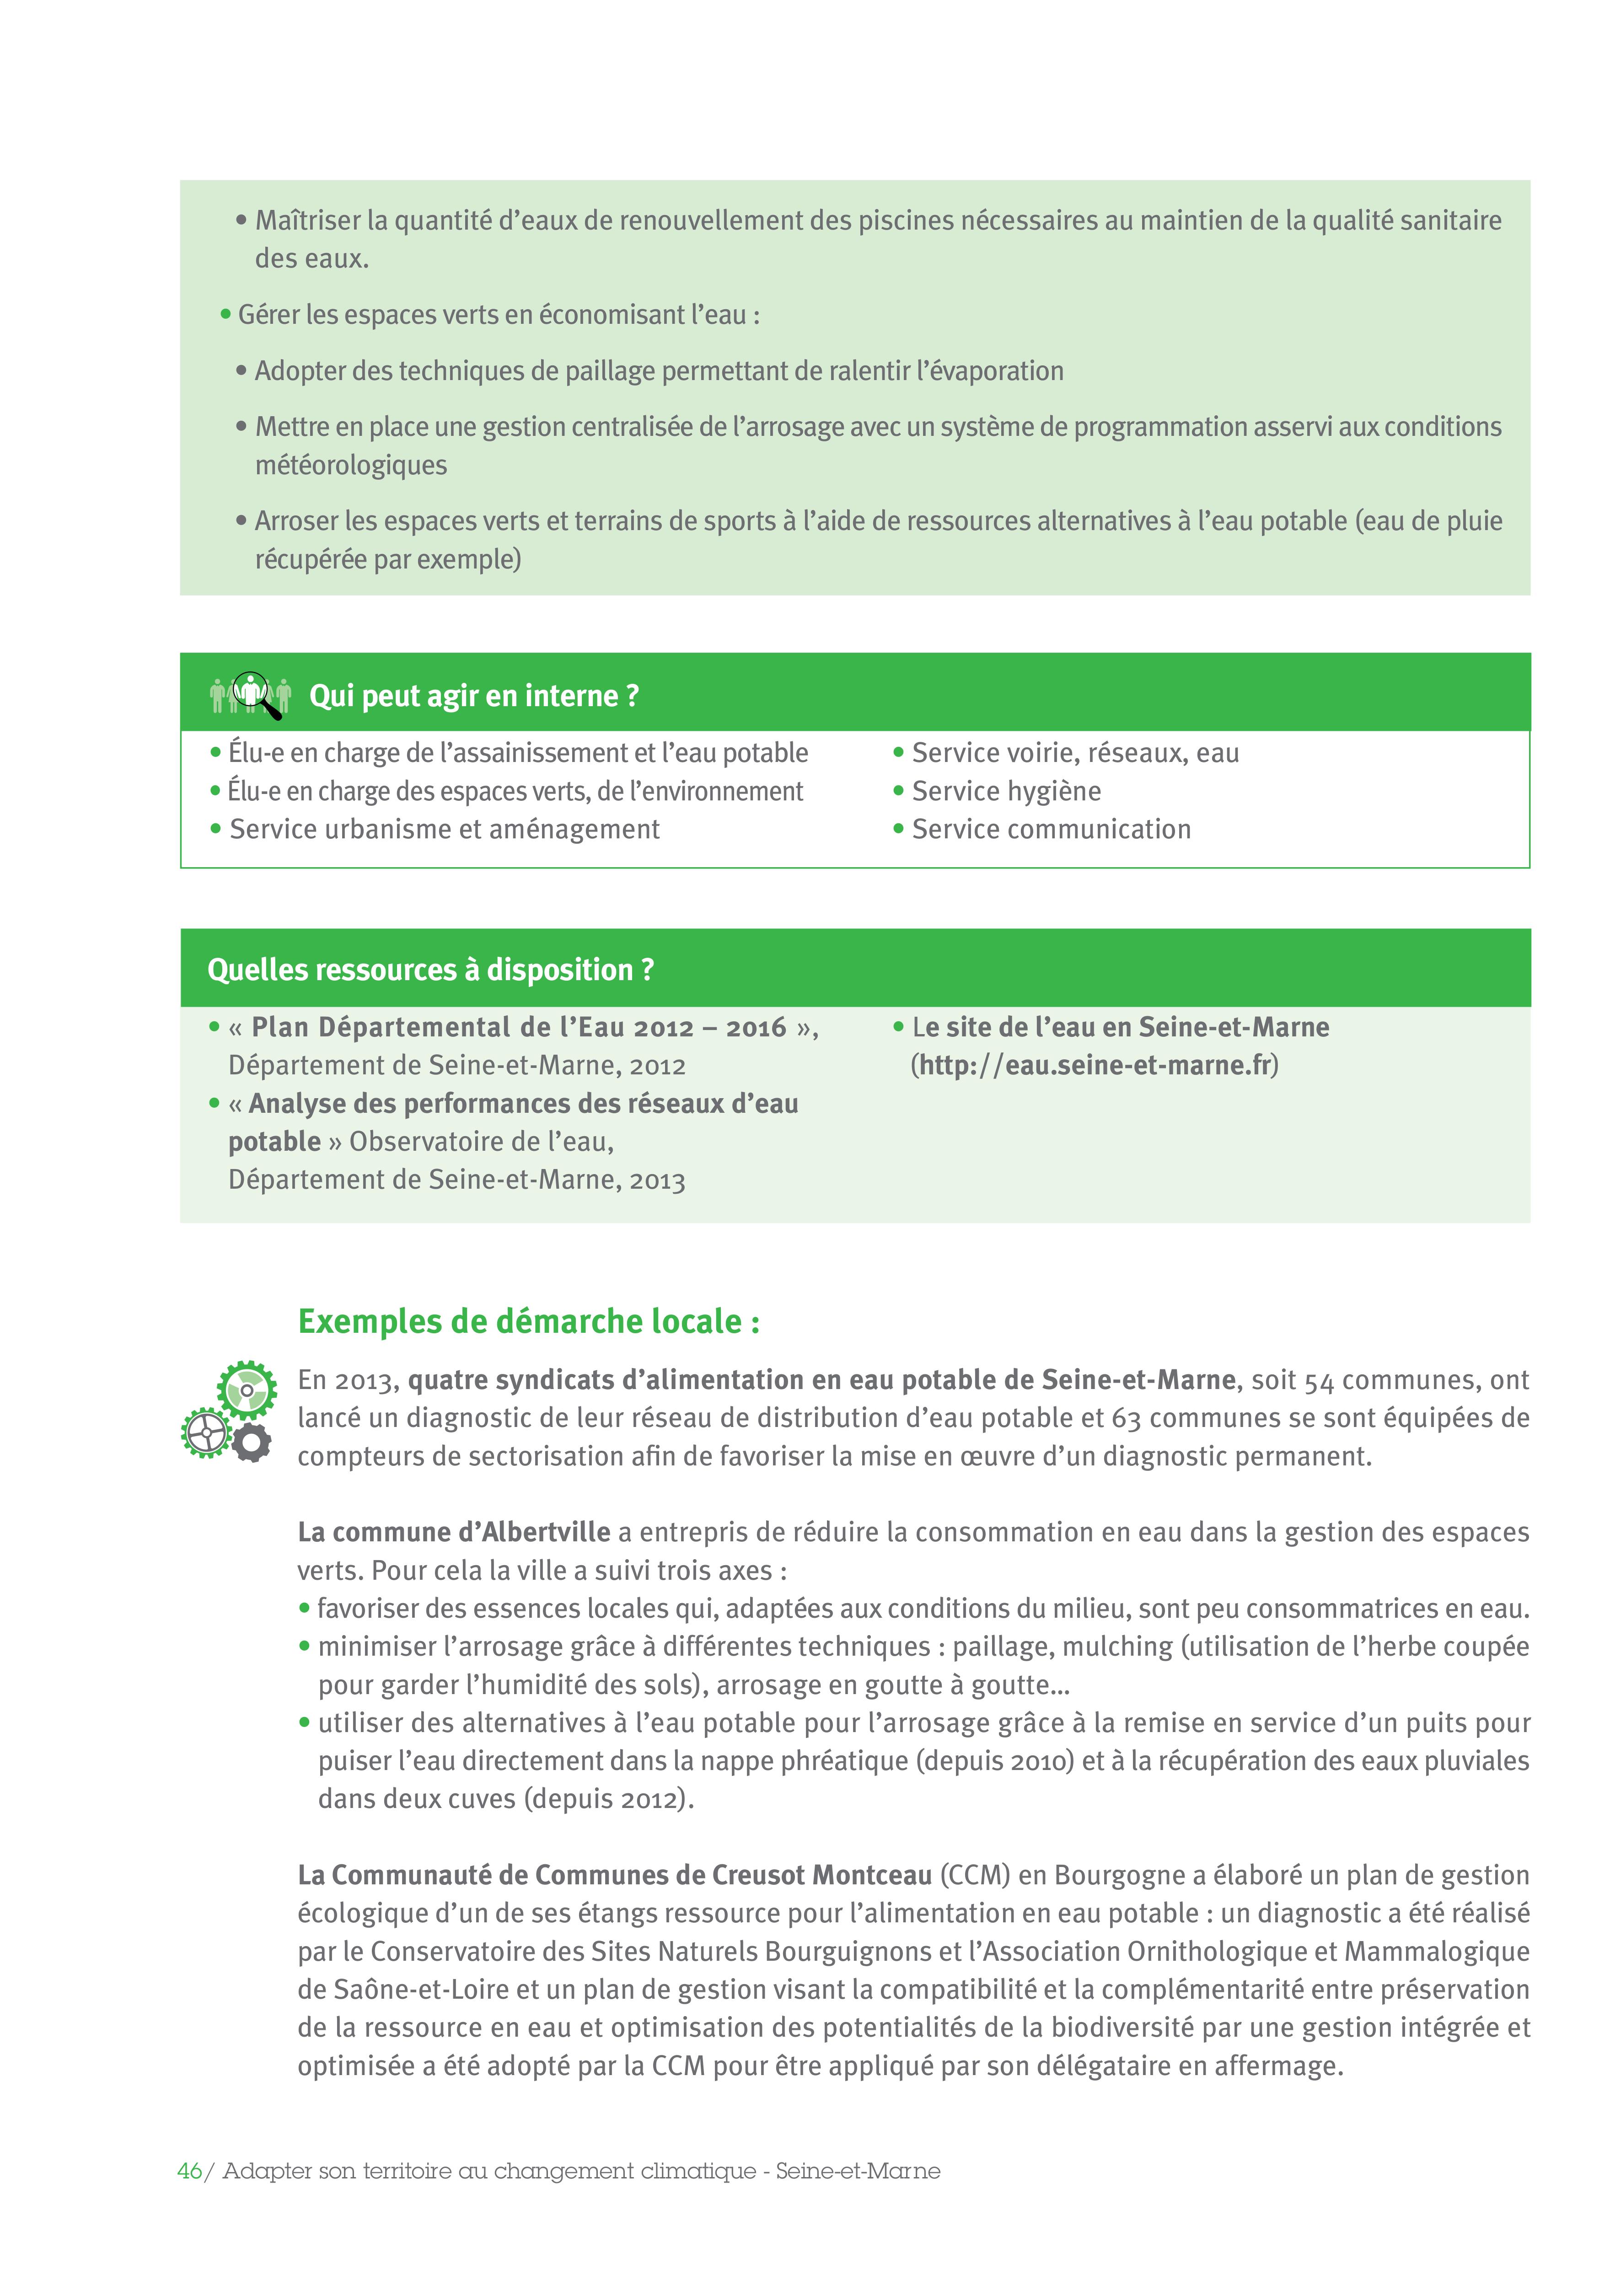 • Maîtriser la quantité d’eaux de renouvellement des piscines nécessaires au maintien de la qualité sanitaire
des eaux.
• Gérer les espaces verts en économisant l’eau :
• Adopter des techniques de paillage permettant de ralentir l’évaporation
• Mettre en place une gestion centralisée de l’arrosage avec un système de programmation asservi aux conditions
météorologiques
• Arroser les espaces verts et terrains de sports à l’aide de ressources alternatives à l’eau potable (eau de pluie
récupérée par exemple)
Qui peut agir en interne ?
• Élu-e en charge de l’assainissement et l’eau potable
• Élu-e en charge des espaces verts, de l’environnement
• Service urbanisme et aménagement
• Service voirie, réseaux, eau
• Service hygiène
• Service communication
Quelles ressources à disposition ?
• « Plan Départemental de l’Eau 2012 – 2016 »,
Département de Seine-et-Marne, 2012
• « Analyse des performances des réseaux d’eau
potable » Observatoire de l’eau,
Département de Seine-et-Marne, 2013
• Le site de l’eau en Seine-et-Marne
(http://eau.seine-et-marne.fr)
Exemples de démarche locale :
En 2013, quatre syndicats d’alimentation en eau potable de Seine-et-Marne, soit 54 communes, ont
lancé un diagnostic de leur réseau de distribution d’eau potable et 63 communes se sont équipées de
compteurs de sectorisation afin de favoriser la mise en œuvre d’un diagnostic permanent.
La commune d’Albertville a entrepris de réduire la consommation en eau dans la gestion des espaces
verts. Pour cela la ville a suivi trois axes :
• favoriser des essences locales qui, adaptées aux conditions du milieu, sont peu consommatrices en eau.
• minimiser l’arrosage grâce à différentes techniques : paillage, mulching (utilisation de l’herbe coupée
pour garder l’humidité des sols), arrosage en goutte à goutte...
• utiliser des alternatives à l’eau potable pour l’arrosage grâce à la remise en service d’un puits pour
puiser l’eau directement dans la nappe phréatique (depuis 2010) et à la récupération des eaux pluviales
dans deux cuves (depuis 2012).
La Communauté de Communes de Creusot Montceau (CCM) en Bourgogne a élaboré un plan de gestion
écologique d’un de ses étangs ressource pour l’alimentation en eau potable : un diagnostic a été réalisé
par le Conservatoire des Sites Naturels Bourguignons et l’Association Ornithologique et Mammalogique
de Saône-et-Loire et un plan de gestion visant la compatibilité et la complémentarité entre préservation
de la ressource en eau et optimisation des potentialités de la biodiversité par une gestion intégrée et
optimisée a été adopté par la CCM pour être appliqué par son délégataire en affermage.
46/ Adapter son territoire au changement climatique - Seine-et-Marne